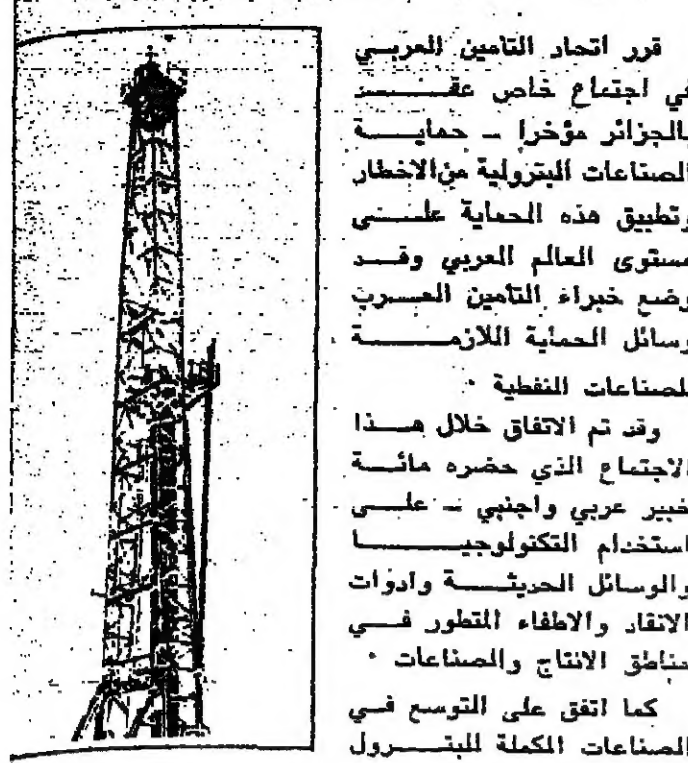 قرر اتحاد التامين العربي
في اجتماع خاص عقد
بالجزائر مؤخرا - حماية
الصناعات البترولية من الاخطار
وتطبيق هذه الحماية على
مستوى العالم العربي وقد
وضع خبراء التامين العرب
وسائل الحماية اللازمة
للصناعات النفطية ·
وقد تم الاتفاق خلال هذا
الاجتماع الذي حضره مائة
خبير عربي واجنبي - على
استخدام التكنولوجيا
والوسائل الحديثة وادوات
الانقاد والاطفاء المتطور في
مناطق الانتاج والصناعات ·
كما اتفق على التوسع في
الصناعات المكملة للبترول